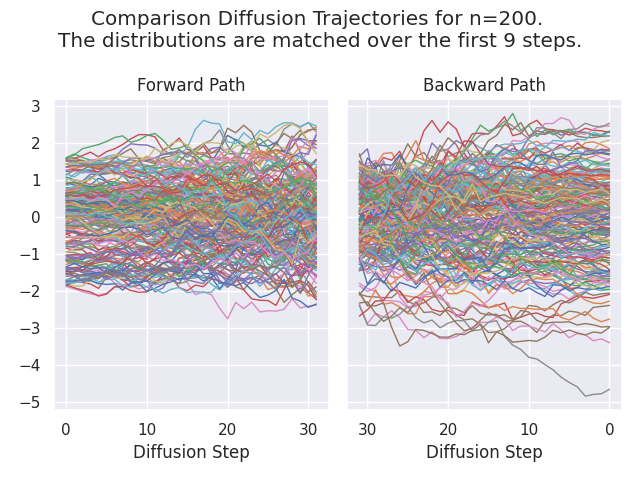 Comparison Diffusion Trajectories for n=200.
The distributions are matched over the first 9 steps.
Forward Path
Backward Path
3
2
1
0
−1
−2
−3
−4
−5
0 10 20 30
30 20 10 0
Diffusion Step
Diffusion Step